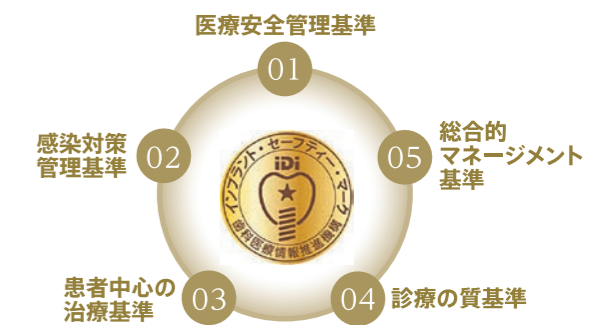 医療安全管理基準
01
感染対策
管理基準
02
05
総合的
マネージメント
基準
インプラント・セーフティー・マーク
iDi
歯科医療情報推進機構
患者中心の
治療基準
03
04
診療の質基準